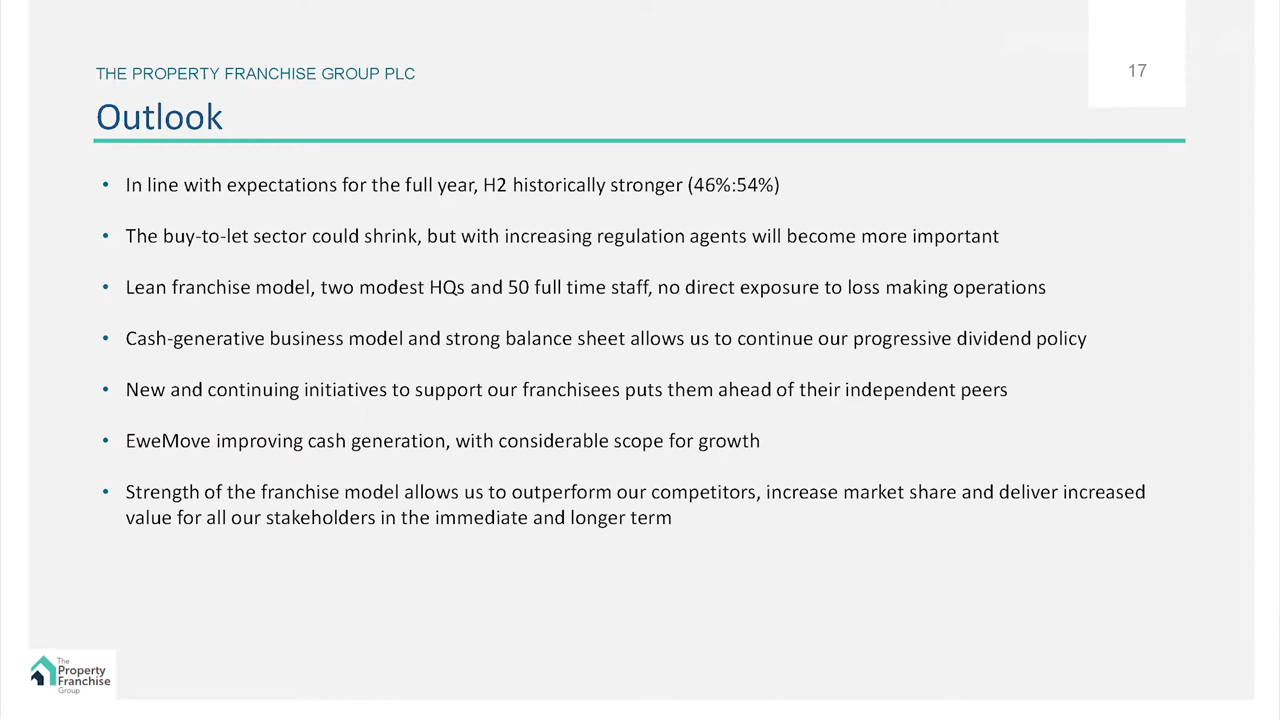 THE PROPERTY FRANCHISE GROUP PLC
17
Outlook
• In line with expectations for the full year, H2 historically stronger (46%:54%)
• The buy-to-let sector could shrink, but with increasing regulation agents will become more important
• Lean franchise model, two modest HQs and 50 full time staff, no direct exposure to loss making operations
• Cash-generative business model and strong balance sheet allows us to continue our progressive dividend policy
• New and continuing initiatives to support our franchisees puts them ahead of their independent peers
• EweMove improving cash generation, with considerable scope for growth
• Strength of the franchise model allows us to outperform our competitors, increase market share and deliver increased
value for all our stakeholders in the immediate and longer term
The
Property
Franchise
Group